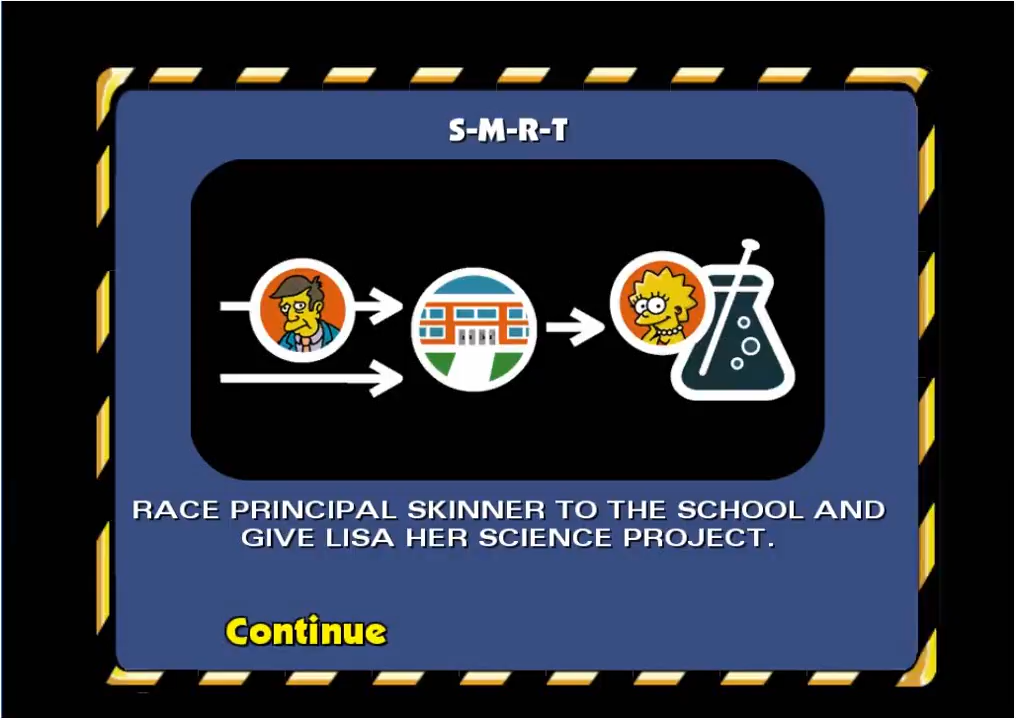 S-M-R-T
RACE PRINCIPAL SKINNER TO THE SCHOOL AND
GIVE LISA HER SCIENCE PROJECT.
Continue